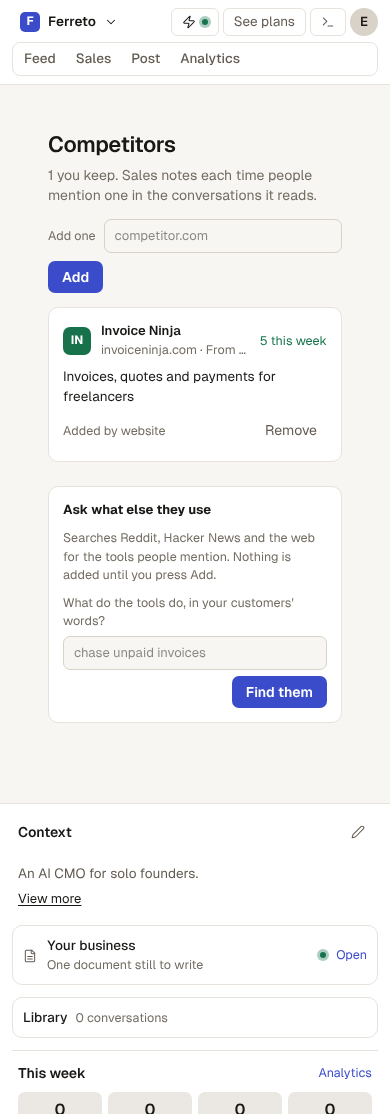 F Ferreto See plans E
Feed Sales Post Analytics
Competitors
1 you keep. Sales notes each time people
mention one in the conversations it reads.
Add one competitor.com
Add
IN Invoice Ninja
invoiceninja.com · From … 5 this week
Invoices, quotes and payments for
freelancers
Added by website Remove
Ask what else they use
Searches Reddit, Hacker News and the web
for the tools people mention. Nothing is
added until you press Add.
What do the tools do, in your customers'
words?
chase unpaid invoices
Find them
Context
An AI CMO for solo founders.
View more
Your business
One document still to write Open
Library 0 conversations
This week Analytics
0 0 0 0